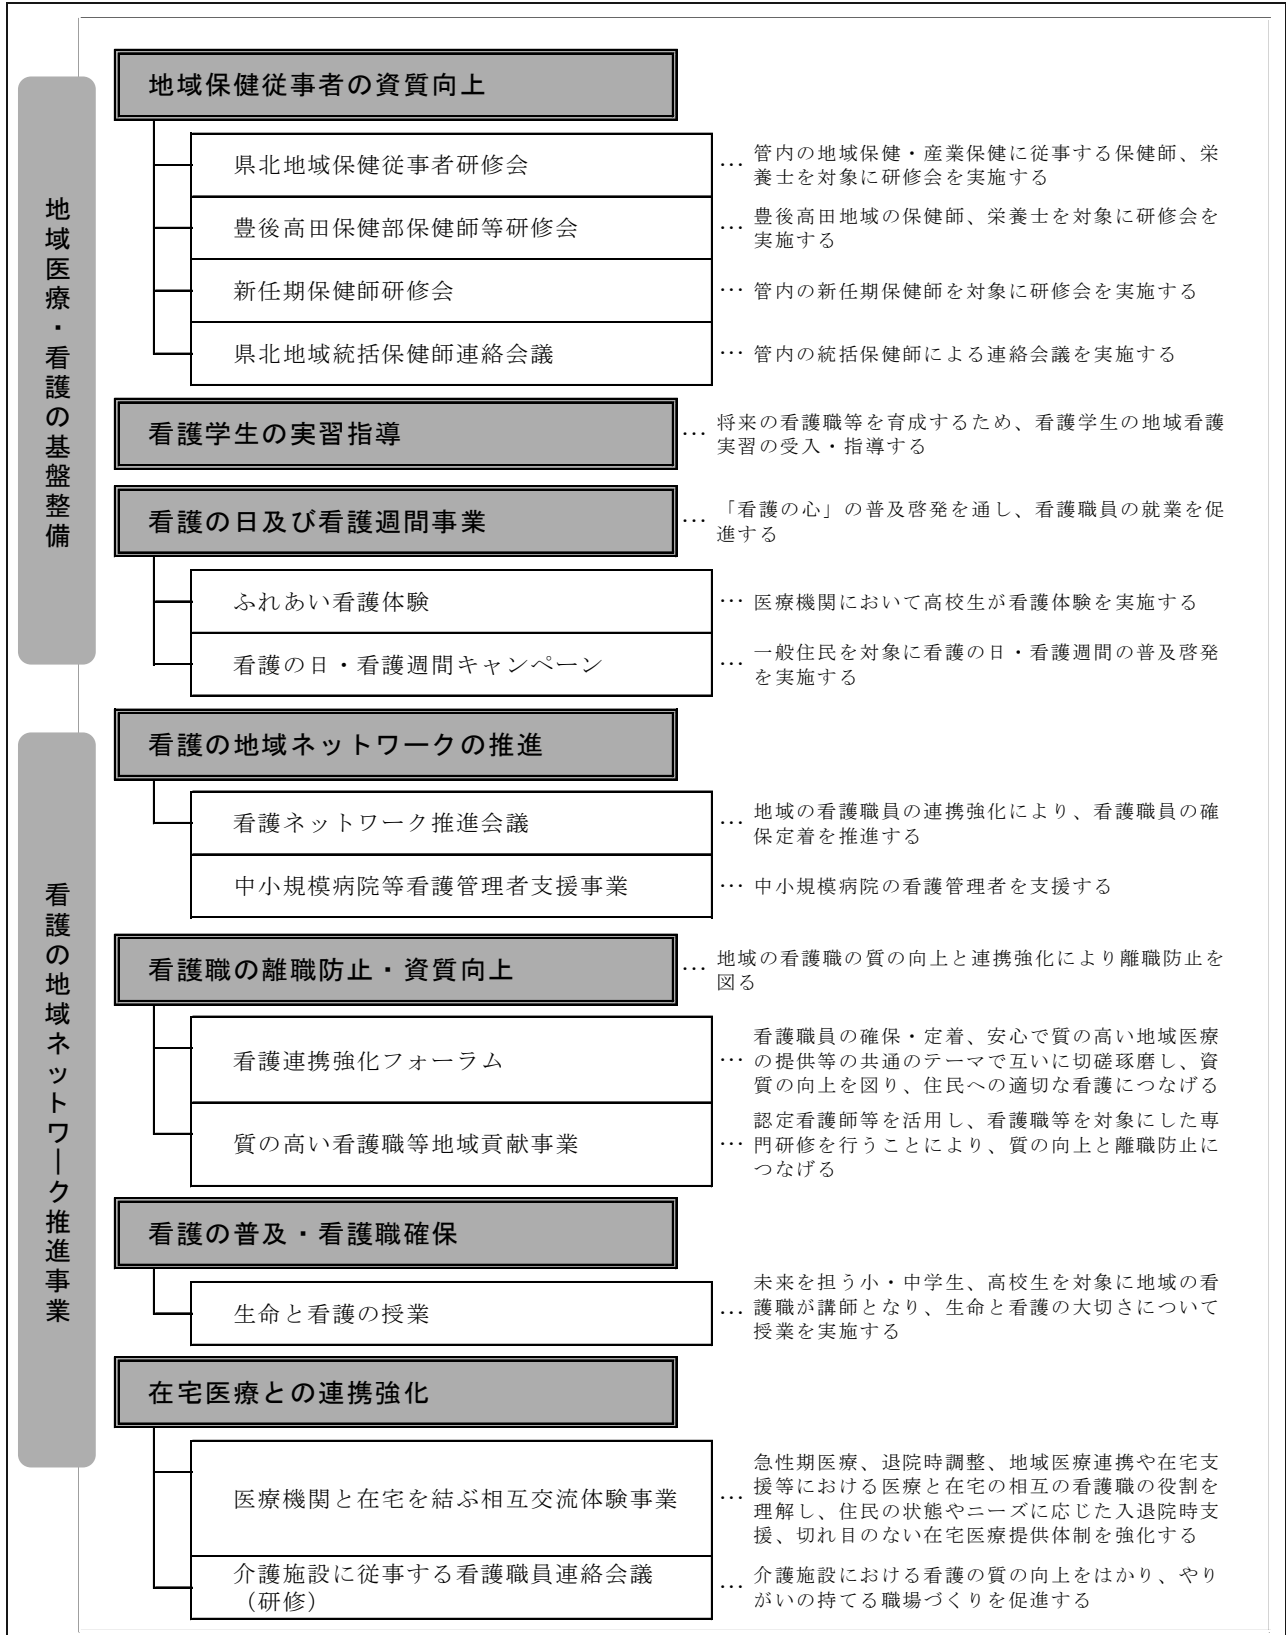 地域医療・看護の基盤整備
地域保健従事者の資質向上
県北地域保健従事者研修会
… 管内の地域保健・産業保健に従事する保健師、栄
養士を対象に研修会を実施する
豊後高田保健部保健師等研修会
… 豊後高田地域の保健師、栄養士を対象に研修会を
実施する
新任期保健師研修会
… 管内の新任期保健師を対象に研修会を実施する
県北地域統括保健師連絡会議
… 管内の統括保健師による連絡会議を実施する
看護学生の実習指導
… 将来の看護職等を育成するため、看護学生の地域看護
実習の受入・指導する
看護の日及び看護週間事業
… 「看護の心」の普及啓発を通し、看護職員の就業を促
進する
ふれあい看護体験
… 医療機関において高校生が看護体験を実施する
看護の日・看護週間キャンペーン
… 一般住民を対象に看護の日・看護週間の普及啓発
を実施する
看護の地域ネットワーク推進事業
看護の地域ネットワークの推進
看護ネットワーク推進会議
… 地域の看護職員の連携強化により、看護職員の確
保定着を推進する
中小規模病院等看護管理者支援事業
… 中小規模病院の看護管理者を支援する
看護職の離職防止・資質向上
… 地域の看護職の質の向上と連携強化により離職防止を
図る
看護連携強化フォーラム
看護職員の確保・定着、安心で質の高い地域医療
… の提供等の共通のテーマで互いに切磋琢磨し、資
質の向上を図り、住民への適切な看護につなげる
質の高い看護職等地域貢献事業
認定看護師等を活用し、看護職等を対象にした専
… 門研修を行うことにより、質の向上と離職防止に
つなげる
看護の普及・看護職確保
生命と看護の授業
未来を担う小・中学生、高校生を対象に地域の看
… 護職が講師となり、生命と看護の大切さについて
授業を実施する
在宅医療との連携強化
医療機関と在宅を結ぶ相互交流体験事業
急性期医療、退院時調整、地域医療連携や在宅支
… 援等における医療と在宅の相互の看護職の役割を
理解し、住民の状態やニーズに応じた入退院時支
援、切れ目のない在宅医療提供体制を強化する
介護施設に従事する看護職員連絡会議
（研修）
… 介護施設における看護の質の向上をはかり、やり
がいの持てる職場づくりを促進する